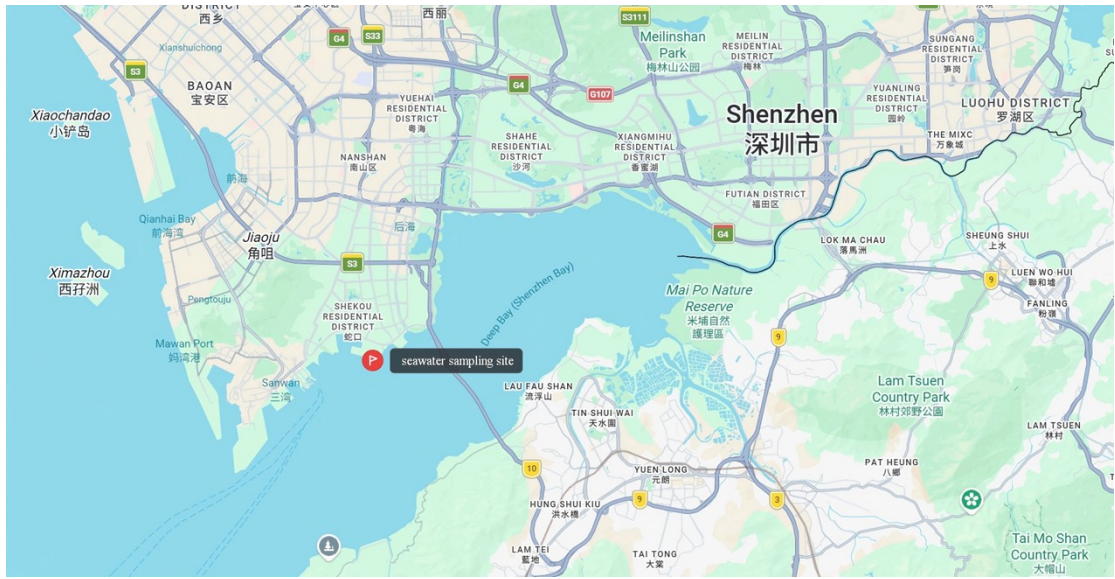 DISTRICT
西乡
Xianshuichong
S3
BAOAN
宝安区
Xiaochandao
小铲岛
G4
S33
西丽
S3111
Meilinshan
Park
梅林山公园
MEILIN
RESIDENTIAL
DISTRICT
梅林
SUNGANG
RESIDENTIAL
DISTRICT
笋岗
G4
G107
YUEHAI
RESIDENTIAL
DISTRICT
粤海
SHAHE
RESIDENTIAL
DISTRICT
沙河
XIANGMIHU
RESIDENTIAL
DISTRICT
香蜜湖
Shenzhen
深圳市
YUANLING
RESIDENTIAL
DISTRICT
园岭
LUOHU DISTRICT
罗湖区
THE MIXC
万象城
NANSHAN
南山区
前海
FUTIAN DISTRICT
福田区
Qianhai Bay
前海湾
后海
Jiaoju
角咀
G4
LOK MA CHAU
落馬洲
SHEUNG SHUI
上水
Ximazhou
西孖洲
S3
Pengtouju
Deep Bay (Shenzhen Bay)
Mai Po Nature
Reserve
米埔自然
護理區
9
LUEN WO HUI
聯和墟
FANLING
粉嶺
SHEKOU
RESIDENTIAL
DISTRICT
蛇口
9
Mawan Port
妈湾港
seawater sampling site
Sanwan
三湾
LAU FAU SHAN
流浮山
TIN SHUI WAI
天水圍
Lam Tsuen
Country Park
林村郊野公園
LAM TSUEN
林村
10
YUEN LONG
元朗
PAT HEUNG
八鄉
9
3
HUNG SHUI KIU
洪水橋
LAM TEI
藍地
TAI TONG
大棠
Tai Mo Shan
Country Park
大帽山